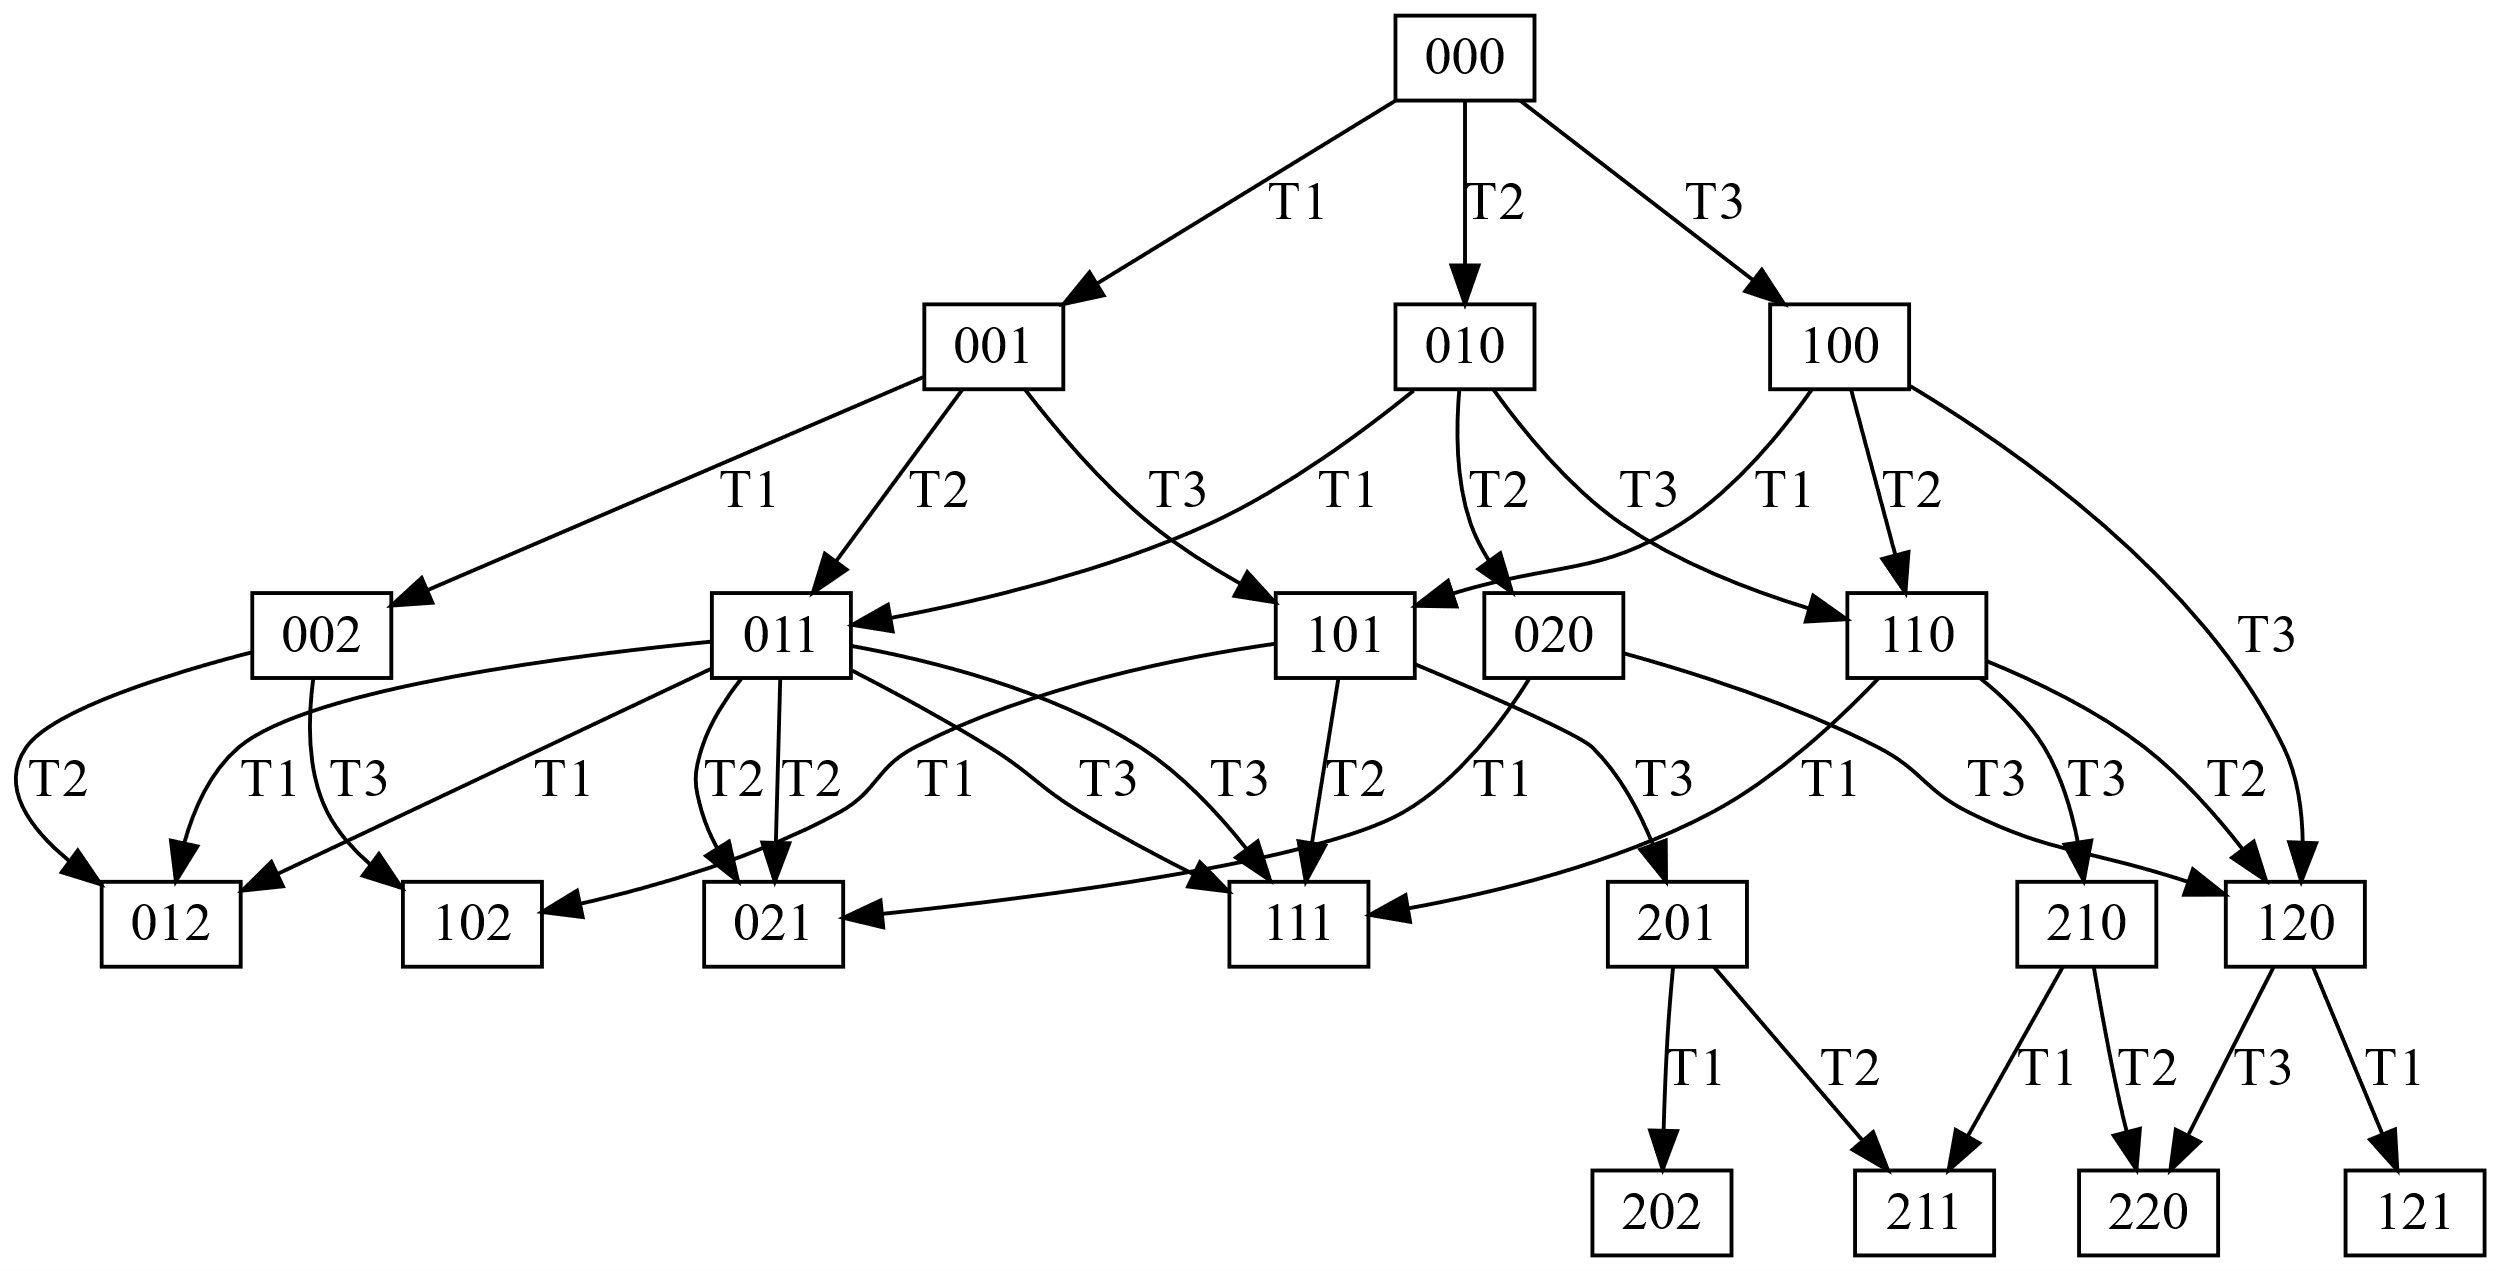 000
T1 T2 T3
001 010 100
T1 T2 T3 T1 T2 T3 T1 T2
T3
002 011 101 020 110
T2 T1 T3 T1 T2 T2 T1 T3 T3 T2 T1 T3 T1 T3 T3 T2
012 102 021 111 201 210 120
T1 T2 T1 T2 T3 T1
202 211 220 121